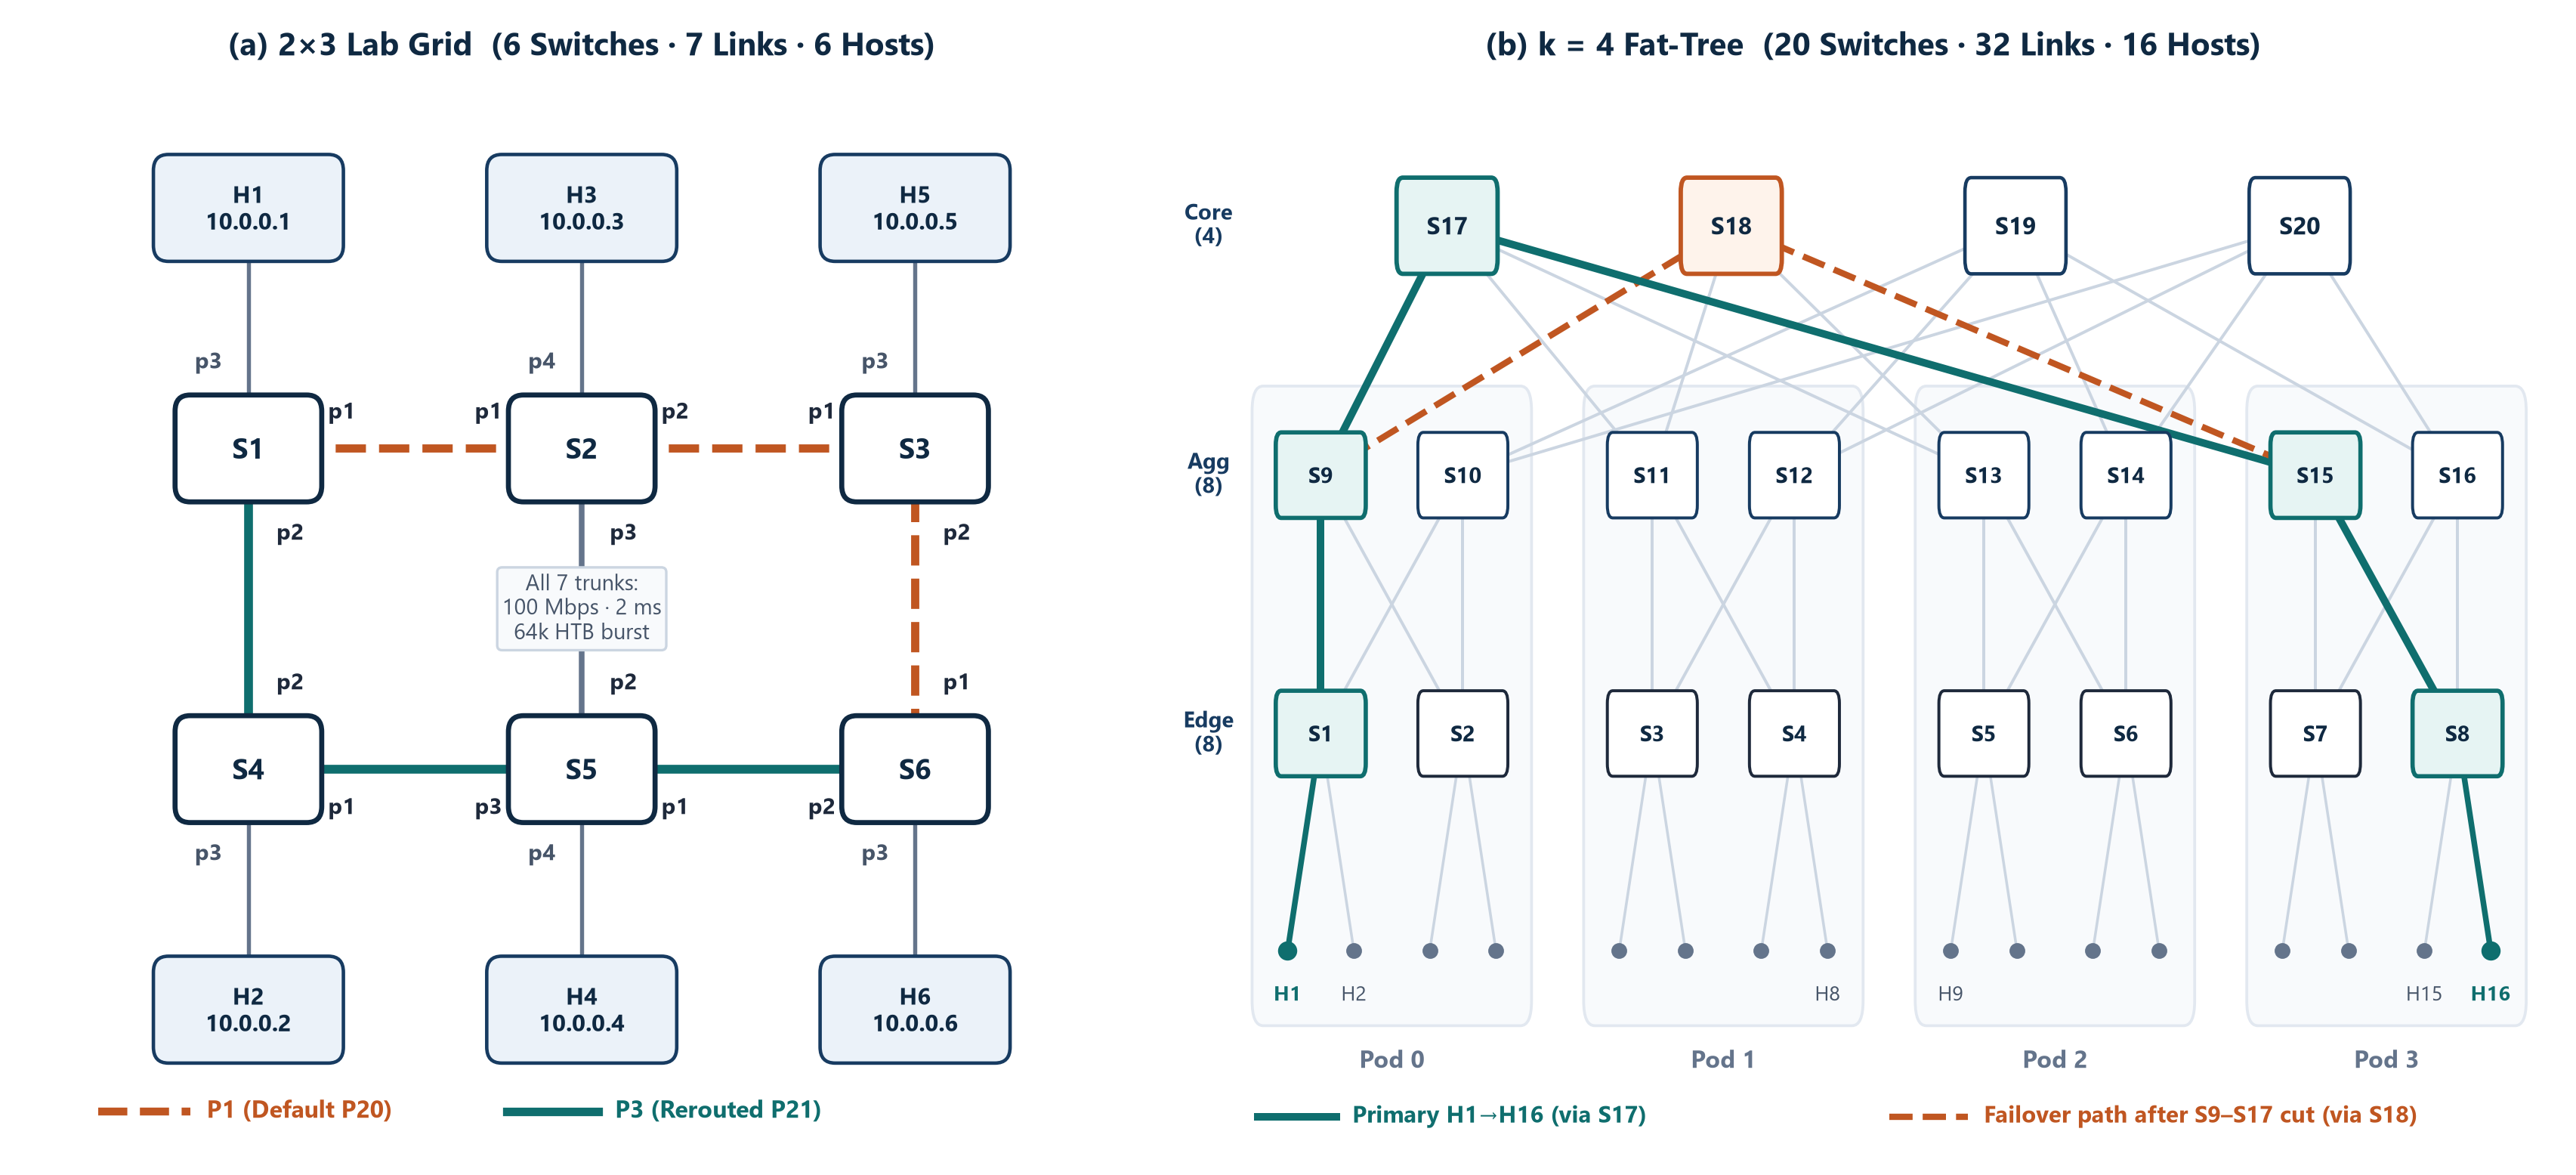 (a) 2×3 Lab Grid (6 Switches · 7 Links · 6 Hosts)
H1
10.0.0.1
H3
10.0.0.3
H5
10.0.0.5
p3
p4
p3
S1
p1
p1
S2
p2
p1
S3
p2
p3
p2
All 7 trunks:
100 Mbps · 2 ms
64k HTB burst
p2
p2
p1
S4
S5
S6
p1
p3
p1
p2
p3
p4
p3
H2
10.0.0.2
H4
10.0.0.4
H6
10.0.0.6
P1 (Default P20)
P3 (Rerouted P21)
(b) k = 4 Fat-Tree (20 Switches · 32 Links · 16 Hosts)
Core
(4)
S17
S18
S19
S20
Agg
(8)
S9
S10
S11
S12
S13
S14
S15
S16
Edge
(8)
S1
S2
S3
S4
S5
S6
S7
S8
H1
H2
H8
H9
H15
H16
Pod 0
Pod 1
Pod 2
Pod 3
Primary H1→H16 (via S17)
Failover path after S9–S17 cut (via S18)